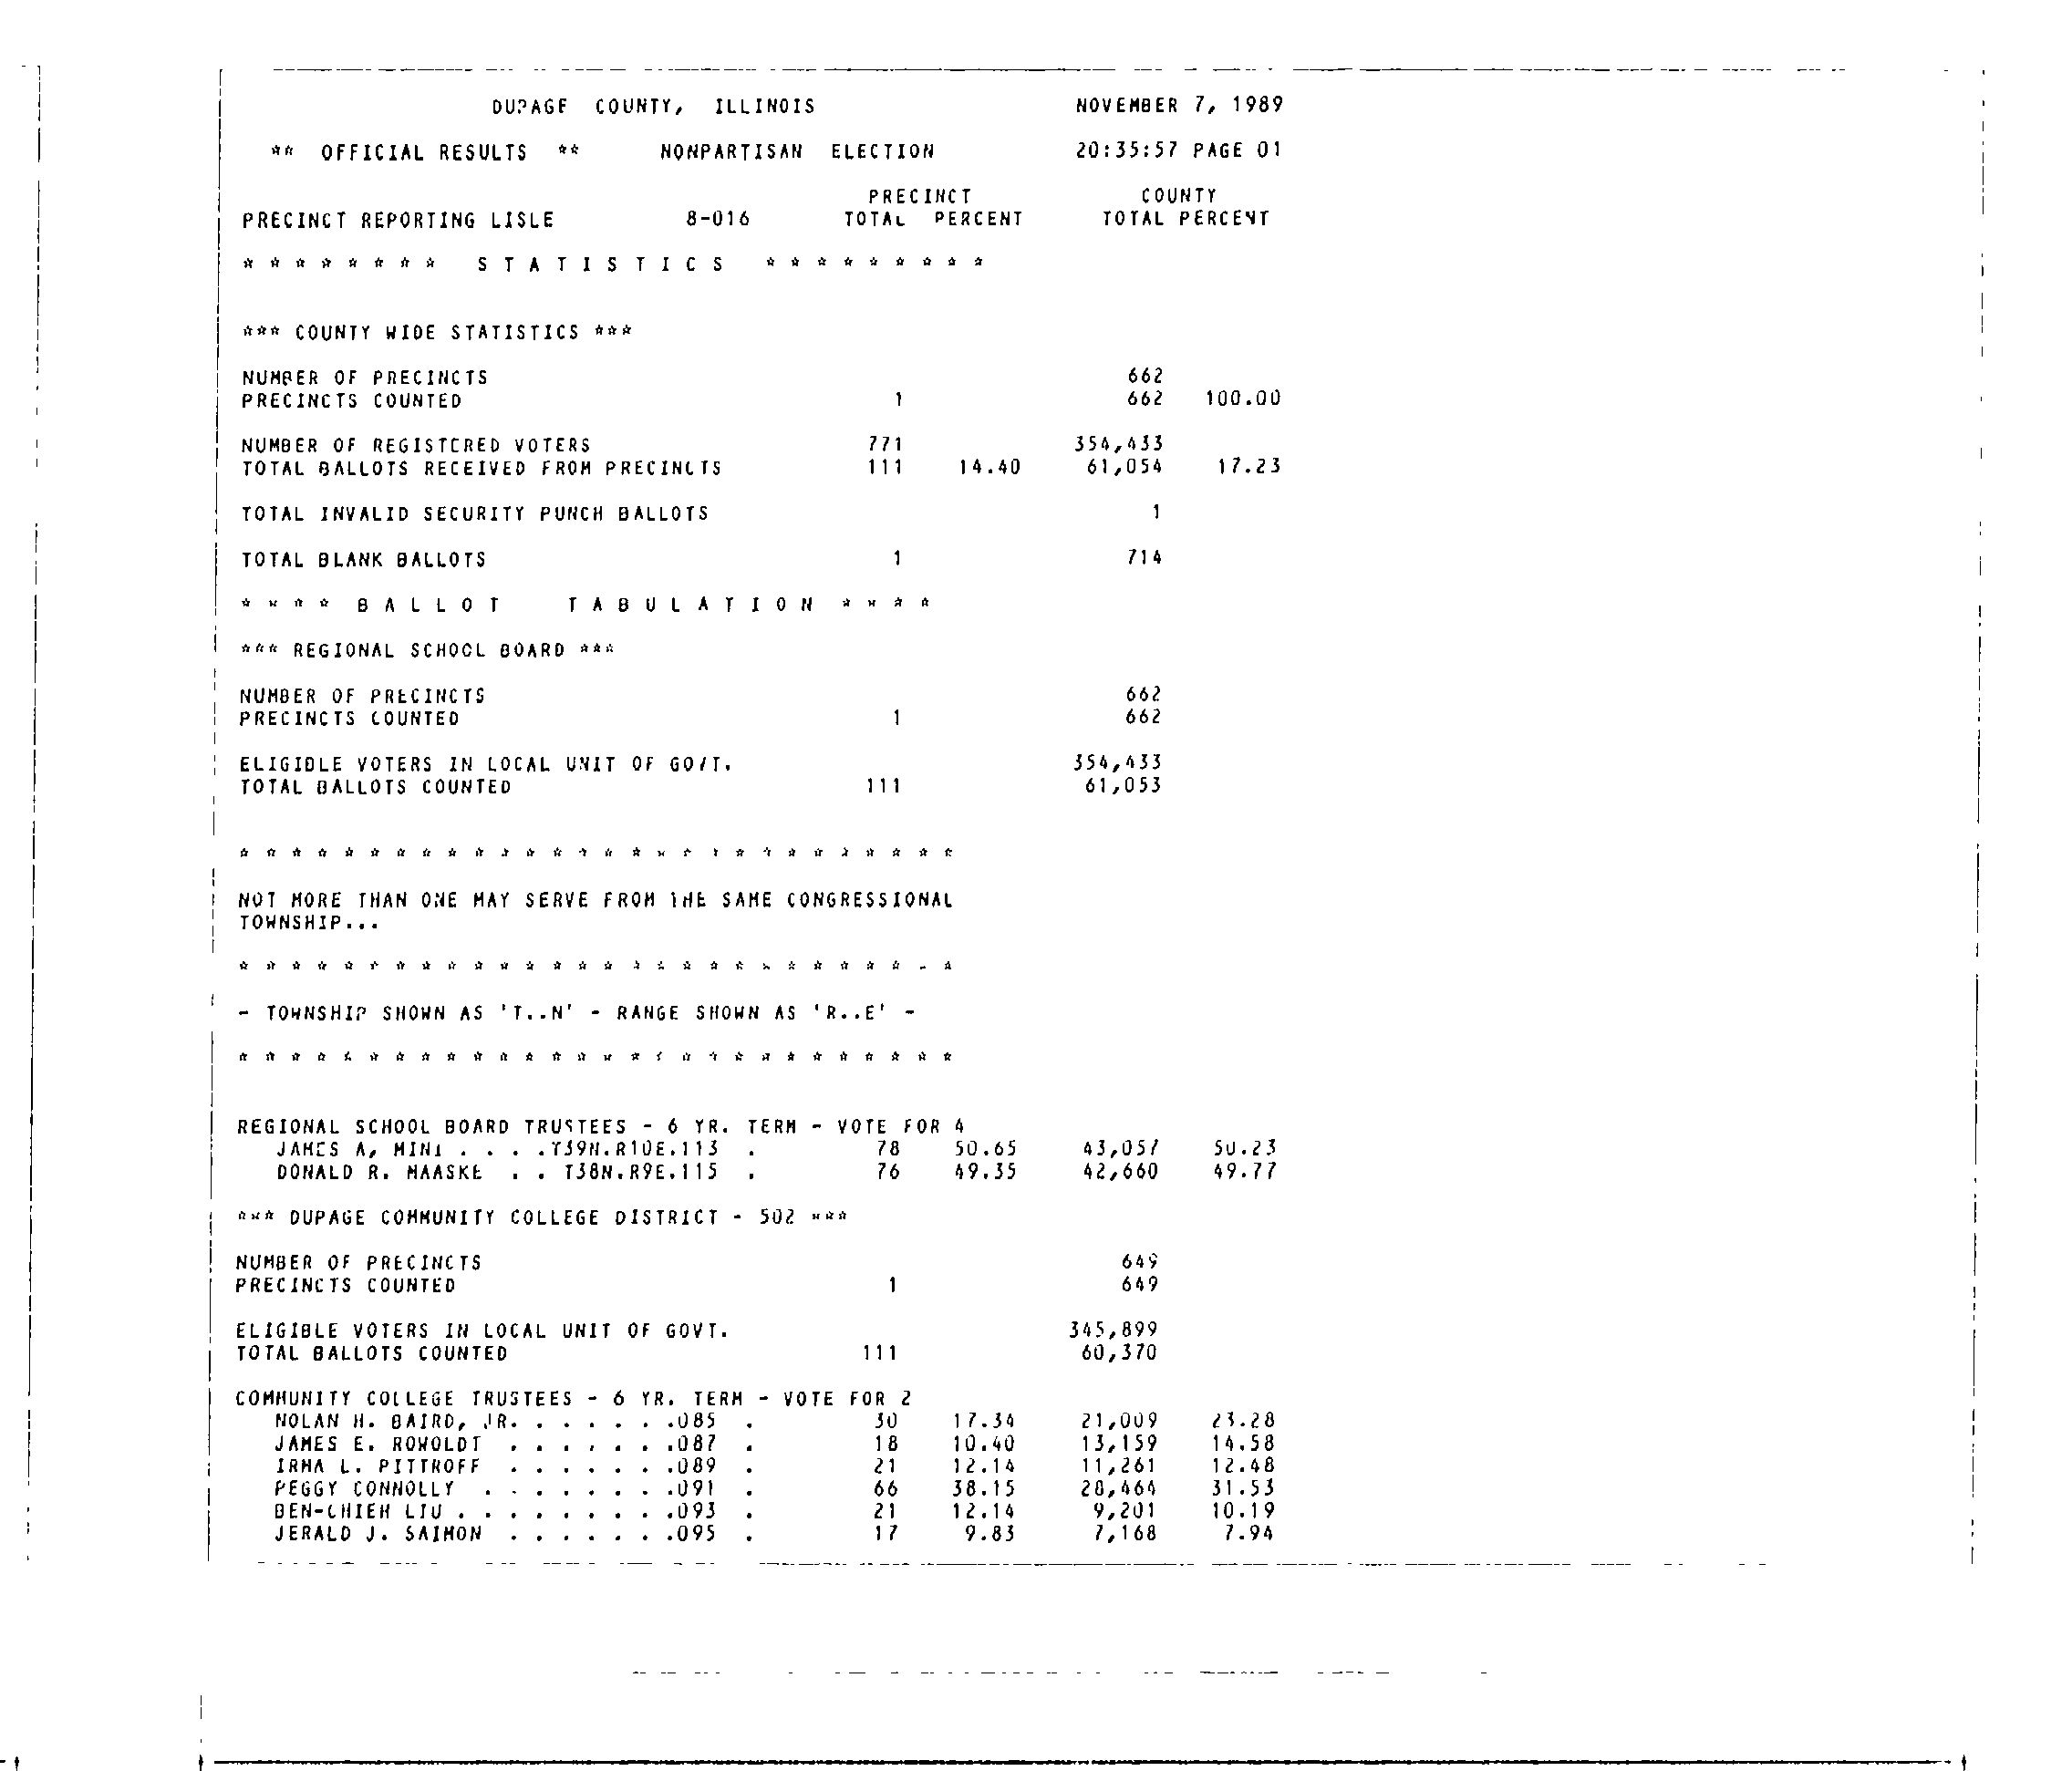 DUPAGE COUNTY, ILLINOIS NOVEMBER 7, 1989
** OFFICIAL RESULTS ** NONPARTISAN ELECTION 20:35:57 PAGE 01
PRECINCT COUNTY
PRECINCT REPORTING LISLE 8-016 TOTAL PERCENT TOTAL PERCENT
* * * * * * * * S T A T I S T I C S * * * * * * * * *
*** COUNTY WIDE STATISTICS ***
NUMBER OF PRECINCTS 662
PRECINCTS COUNTED 1 662 100.00
NUMBER OF REGISTERED VOTERS 771 354,433
TOTAL BALLOTS RECEIVED FROM PRECINCTS 111 14.40 61,054 17.23
TOTAL INVALID SECURITY PUNCH BALLOTS 1
TOTAL BLANK BALLOTS 1 714
* * * * B A L L O T T A B U L A T I O N * * * *
*** REGIONAL SCHOOL BOARD ***
NUMBER OF PRECINCTS 662
PRECINCTS COUNTED 1 662
ELIGIBLE VOTERS IN LOCAL UNIT OF GOVT. 354,433
TOTAL BALLOTS COUNTED 111 61,053
* * * * * * * * * * * * * * * * * * * * * * * * * * * *
NOT MORE THAN ONE MAY SERVE FROM THE SAME CONGRESSIONAL
TOWNSHIP...
* * * * * * * * * * * * * * * * * * * * * * * * * * * *
- TOWNSHIP SHOWN AS 'T..N' - RANGE SHOWN AS 'R..E' -
* * * * * * * * * * * * * * * * * * * * * * * * * * * *
REGIONAL SCHOOL BOARD TRUSTEES - 6 YR. TERM - VOTE FOR 4
JAMES A. MINI . . . .T39N.R10E.113 . 78 50.65 43,057 50.23
DONALD R. MAASKE . . T38N.R9E.115 . 76 49.35 42,660 49.77
*** DUPAGE COMMUNITY COLLEGE DISTRICT - 502 ***
NUMBER OF PRECINCTS 649
PRECINCTS COUNTED 1 649
ELIGIBLE VOTERS IN LOCAL UNIT OF GOVT. 345,899
TOTAL BALLOTS COUNTED 111 60,370
COMMUNITY COLLEGE TRUSTEES - 6 YR. TERM - VOTE FOR 2
NOLAN H. BAIRD, JR. . . . . . .085 . 30 17.34 21,009 23.28
JAMES E. ROWOLDT . . . . . . .087 . 18 10.40 13,159 14.58
IRMA L. PITTROFF . . . . . . .089 . 21 12.14 11,261 12.48
PEGGY CONNOLLY . . . . . . . .091 . 66 38.15 28,464 31.53
BEN-CHIEH LIU . . . . . . . . .093 . 21 12.14 9,201 10.19
JERALD J. SAIMON . . . . . . .095 . 17 9.83 7,168 7.94